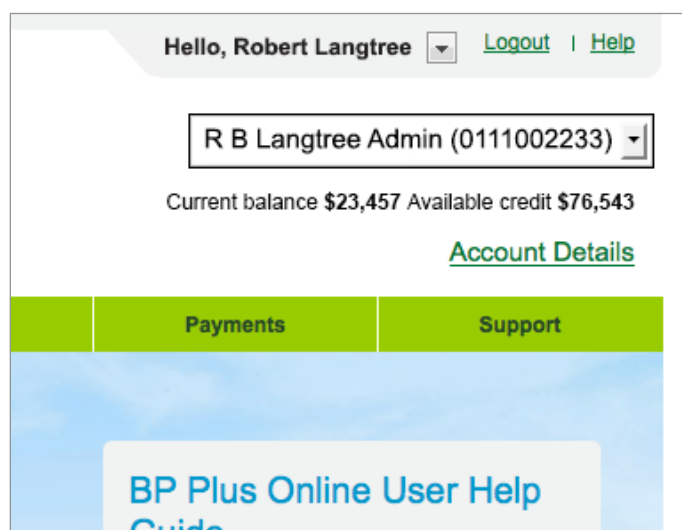 Hello, Robert Langtree Logout | Help
R B Langtree Admin (0111002233)
Current balance $23,457 Available credit $76,543
Account Details
Payments Support
BP Plus Online User Help
Guide